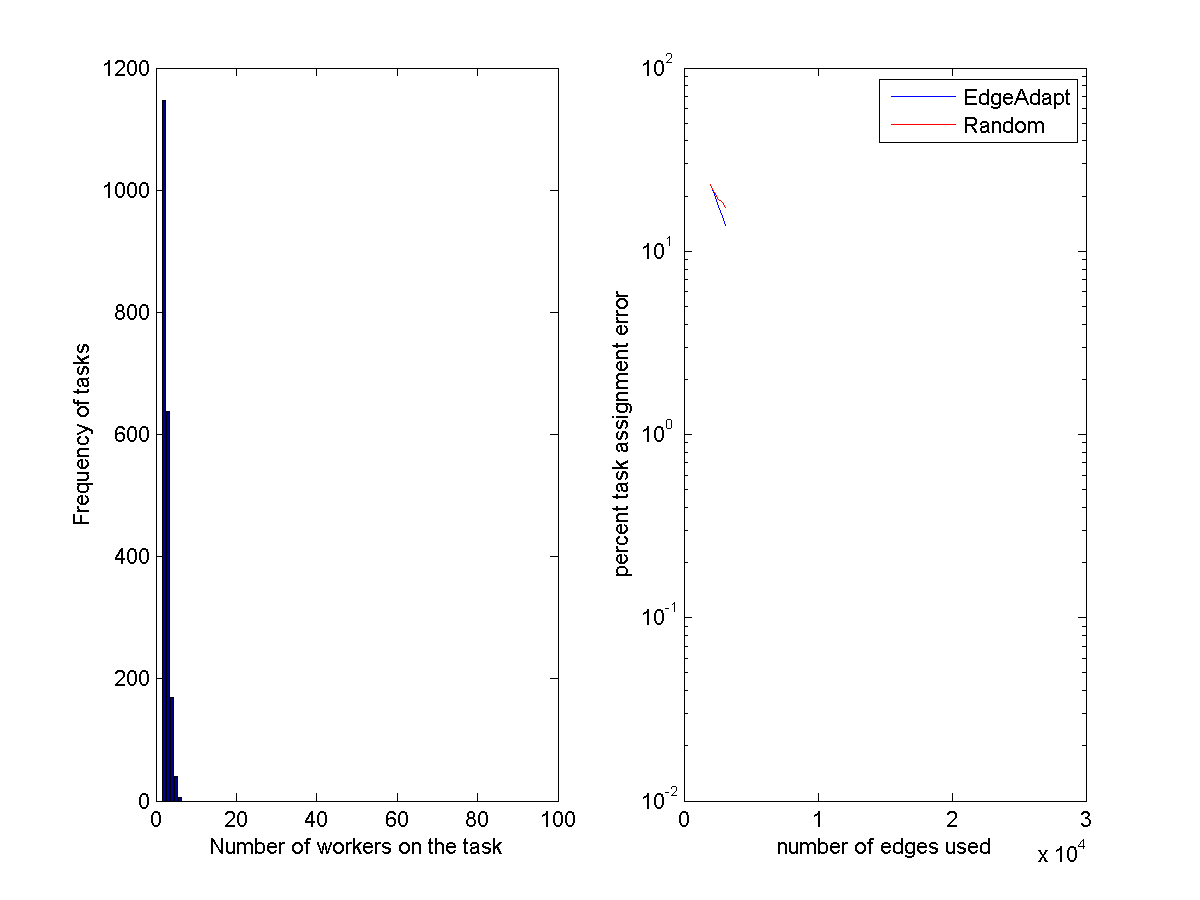 1200
1000
800
600
400
200
0
0 20 40 60 80 100
Frequency of tasks
Number of workers on the task
EdgeAdapt
Random
10^2
10^1
10^0
10^-1
10^-2
0 1 2 3
x 10^4
percent task assignment error
number of edges used